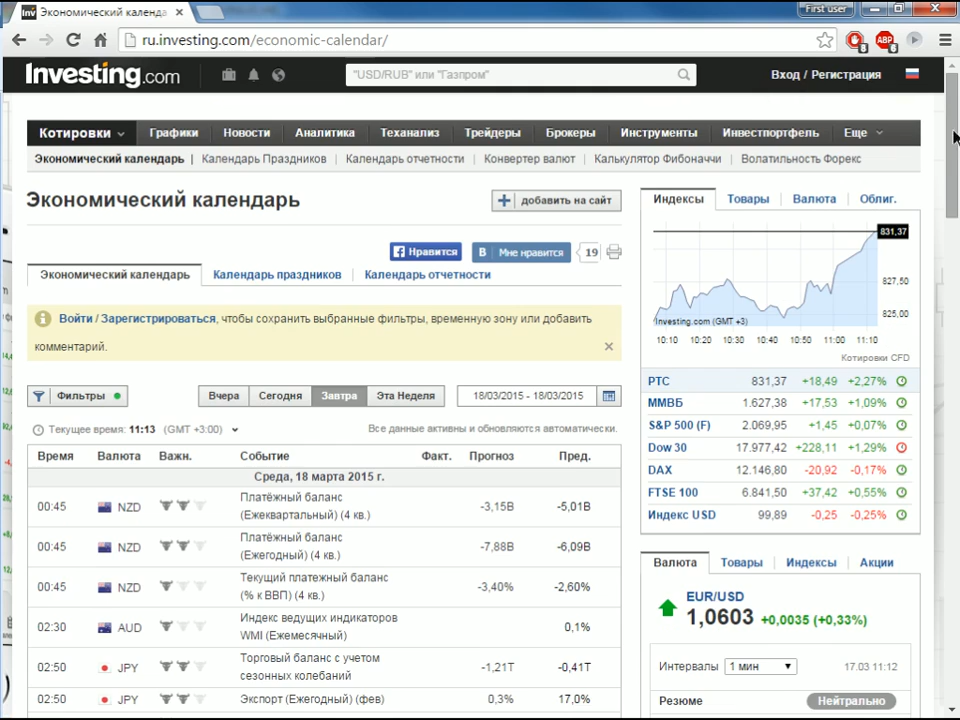 Экономический календа
First user
ru.investing.com/economic-calendar/
Investing.com
"USD/RUB" или "Газпром"
Вход / Регистрация
Котировки
Графики
Новости
Аналитика
Теханализ
Трейдеры
Брокеры
Инструменты
Инвестпортфель
Еще
Экономический календарь
Календарь Праздников
Календарь отчетности
Конвертер валют
Калькулятор Фибоначчи
Волатильность Форекс
Экономический календарь
добавить на сайт
Нравится
Мне нравится
19
Экономический календарь
Календарь праздников
Календарь отчетности
Войти / Зарегистрироваться, чтобы сохранить выбранные фильтры, временную зону или добавить
комментарий.
Фильтры
Вчера
Сегодня
Завтра
Эта Неделя
18/03/2015 - 18/03/2015
Текущее время: 11:13 (GMT +3:00)
Все данные активны и обновляются автоматически.
Время Валюта Важн. Событие Факт. Прогноз Пред.
Среда, 18 марта 2015 г.
00:45 NZD Платёжный баланс
(Ежеквартальный) (4 кв.) -3,15B -5,01B
00:45 NZD Платёжный баланс
(Ежегодный) (4 кв.) -7,88B -6,09B
00:45 NZD Текущий платежный баланс
(% к ВВП) (4 кв.) -3,40% -2,60%
02:30 AUD Индекс ведущих индикаторов
WMI (Ежемесячный) 0,1%
02:50 JPY Торговый баланс с учетом
сезонных колебаний -1,21T -0,41T
02:50 JPY Экспорт (Ежегодный) (фев) 0,3% 17,0%
Индексы
Товары
Валюта
Облиг.
831,37
827,50
825,00
Investing.com (GMT +3)
10:10 10:20 10:30 10:40 10:50 11:00 11:10
Котировки CFD
РТС 831,37 +18,49 +2,27%
ММВБ 1.627,38 +17,53 +1,09%
S&P 500 (F) 2.069,95 +1,45 +0,07%
Dow 30 17.977,42 +228,11 +1,29%
DAX 12.146,80 -20,92 -0,17%
FTSE 100 6.841,50 +37,42 +0,55%
Индекс USD 99,89 -0,25 -0,25%
Валюта
Товары
Индексы
Акции
EUR/USD
1,0603 +0,0035 (+0,33%)
Интервалы 1 мин 17.03 11:12
Резюме Нейтрально